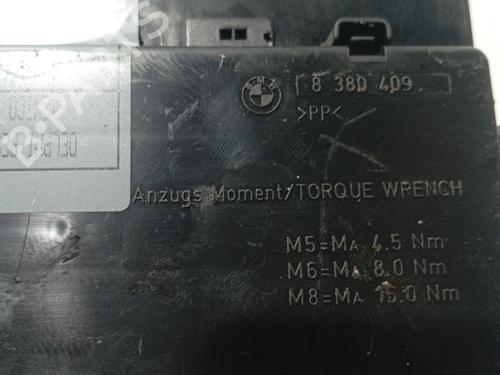 BMW
8 380 409
>PP<
Anzugs Moment/TORQUE WRENCH
M5=MA 4.5 Nm
M6=MA 8.0 Nm
M8=MA 15.0 Nm
B-PARTS